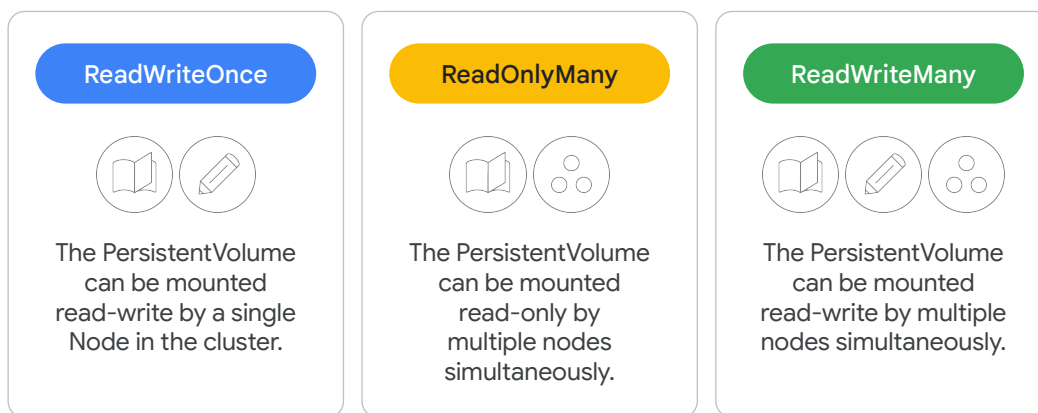 ReadWriteOnce
The PersistentVolume
can be mounted
read-write by a single
Node in the cluster.
ReadOnlyMany
The PersistentVolume
can be mounted
read-only by
multiple nodes
simultaneously.
ReadWriteMany
The PersistentVolume
can be mounted
read-write by multiple
nodes simultaneously.